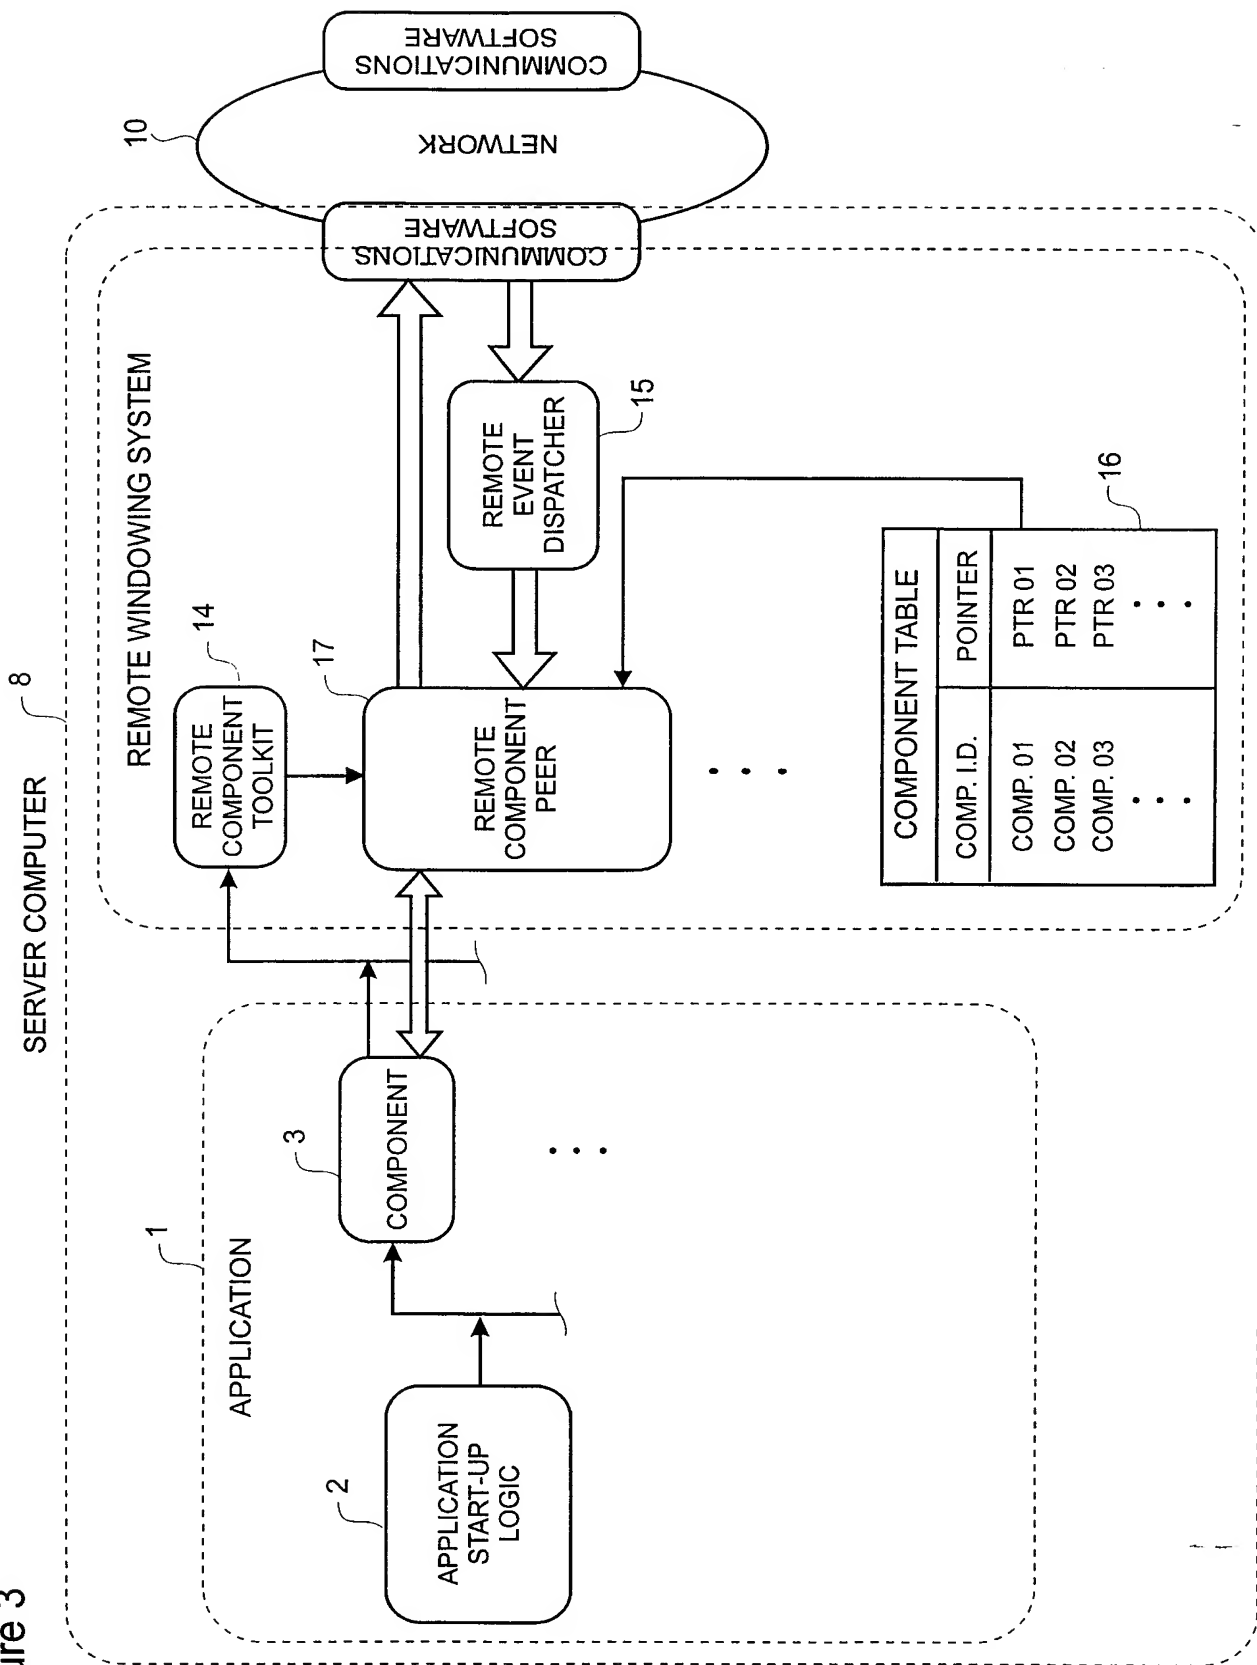 ure 3
SERVER COMPUTER
8
1
APPLICATION
2
APPLICATION
START-UP
LOGIC
3
COMPONENT
• • •
REMOTE WINDOWING SYSTEM
14
REMOTE
COMPONENT
TOOLKIT
17
REMOTE
COMPONENT
PEER
• • •
15
REMOTE
EVENT
DISPATCHER
16
COMPONENT TABLE
COMP. I.D. POINTER
COMP. 01 PTR 01
COMP. 02 PTR 02
COMP. 03 PTR 03
• • • • • •
10
COMMUNICATIONS
SOFTWARE
NETWORK
COMMUNICATIONS
SOFTWARE